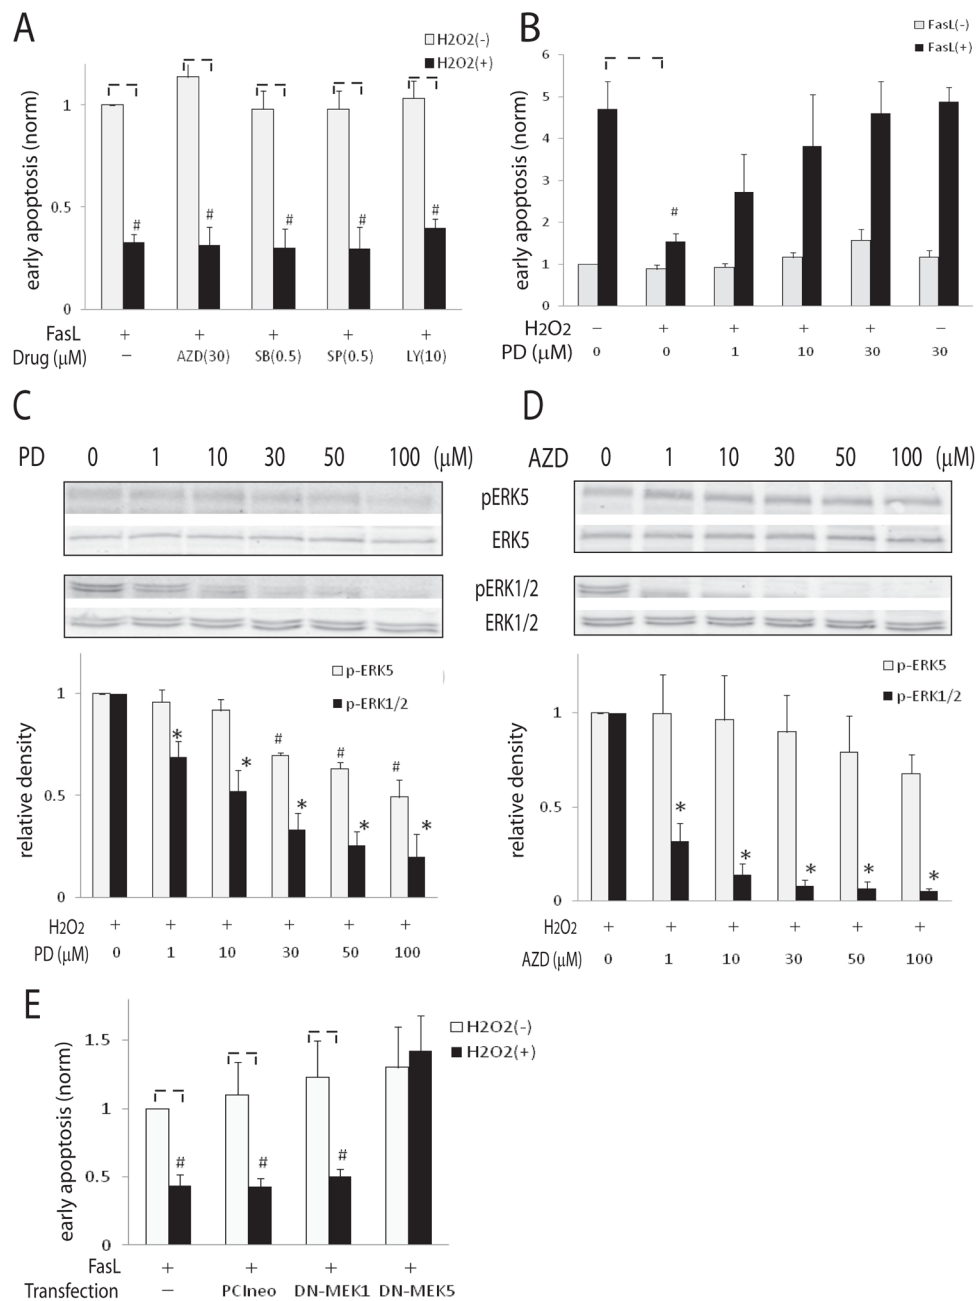 A
H2O2(-)
H2O2(+)
early apoptosis (norm)
1
0.5
0
# # # # #
FasL + + + + +
Drug (μM) – AZD(30) SB(0.5) SP(0.5) LY(10)
B
FasL(-)
FasL(+)
early apoptosis (norm)
6
5
4
3
2
1
0
#
H2O2 – + + + + –
PD (μM) 0 0 1 10 30 30
C
PD 0 1 10 30 50 100 (μM)
pERK5
ERK5
pERK1/2
ERK1/2
p-ERK5
p-ERK1/2
relative density
1
0.5
0
* * # * # * # *
H2O2 + + + + + +
PD (μM) 0 1 10 30 50 100
D
AZD 0 1 10 30 50 100 (μM)
p-ERK5
p-ERK1/2
relative density
1
0.5
0
* * * * *
H2O2 + + + + + +
AZD (μM) 0 1 10 30 50 100
E
H2O2(-)
H2O2(+)
early apoptosis (norm)
1.5
1
0.5
0
# # #
FasL + + + +
Transfection – PCIneo DN-MEK1 DN-MEK5